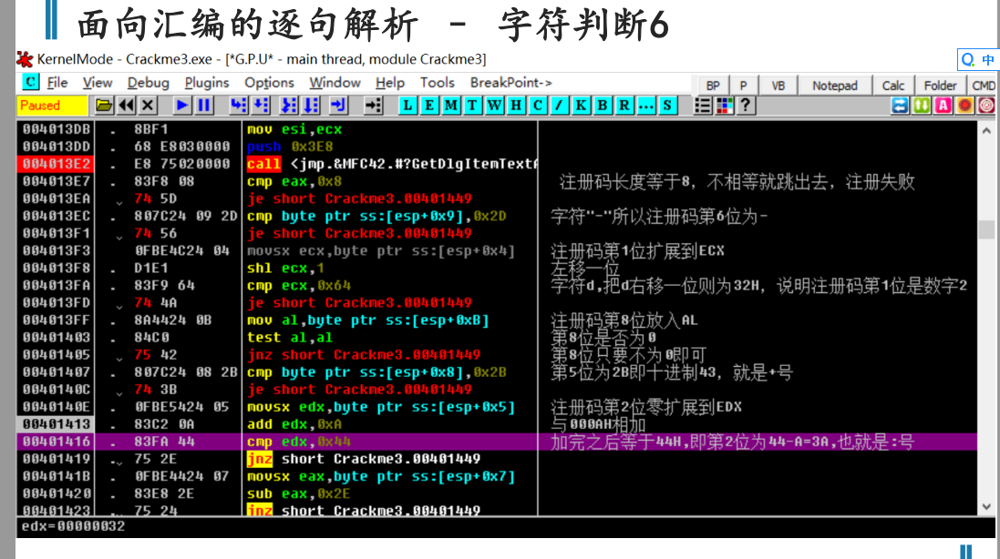 面向汇编的逐句解析 - 字符判断6
KernelMode - Crackme3.exe - [*G.P.U* - main thread, module Crackme3]
Q 中
C File View Debug Plugins Options Window Help Tools BreakPoint-> BP P VB Notepad Calc Folder CMD
Paused L E M T W H C / K B R ... S ? A
004013DB . 8BF1 mov esi,ecx
004013DD . 68 E8030000 push 0x3E8
004013E2 . E8 75020000 call <jmp.&MFC42.#?GetDlgItemTextA
004013E7 . 83F8 08 cmp eax,0x8 注册码长度等于8，不相等就跳出去，注册失败
004013EA . 74 5D je short Crackme3.00401449
004013EC . 807C24 09 2D cmp byte ptr ss:[esp+0x9],0x2D 字符"-"所以注册码第6位为-
004013F1 . 74 56 je short Crackme3.00401449
004013F3 0FBE4C24 04 movsx ecx,byte ptr ss:[esp+0x4] 注册码第1位扩展到ECX
004013F8 . D1E1 shl ecx,1 左移一位
004013FA . 83F9 64 cmp ecx,0x64 字符d,把d右移一位则为32H，说明注册码第1位是数字2
004013FD . 74 4A je short Crackme3.00401449
004013FF . 8A4424 0B mov al,byte ptr ss:[esp+0xB] 注册码第8位放入AL
00401403 . 84C0 test al,al 第8位是否为0
00401405 . 75 42 jnz short Crackme3.00401449 第8位只要不为0即可
00401407 . 807C24 08 2B cmp byte ptr ss:[esp+0x8],0x2B 第5位为2B即十进制43，就是+号
0040140C . 74 3B je short Crackme3.00401449
0040140E . 0FBE5424 05 movsx edx,byte ptr ss:[esp+0x5] 注册码第2位零扩展到EDX
00401413 . 83C2 0A add edx,0xA 与000AH相加
00401416 . 83FA 44 cmp edx,0x44 加完之后等于44H,即第2位为44-A=3A,也就是:号
00401419 . 75 2E jnz short Crackme3.00401449
0040141B . 0FBE4424 07 movsx eax,byte ptr ss:[esp+0x7]
00401420 . 83E8 2E sub eax,0x2E
00401423 . 75 24 jnz short Crackme3.00401449
edx=00000032